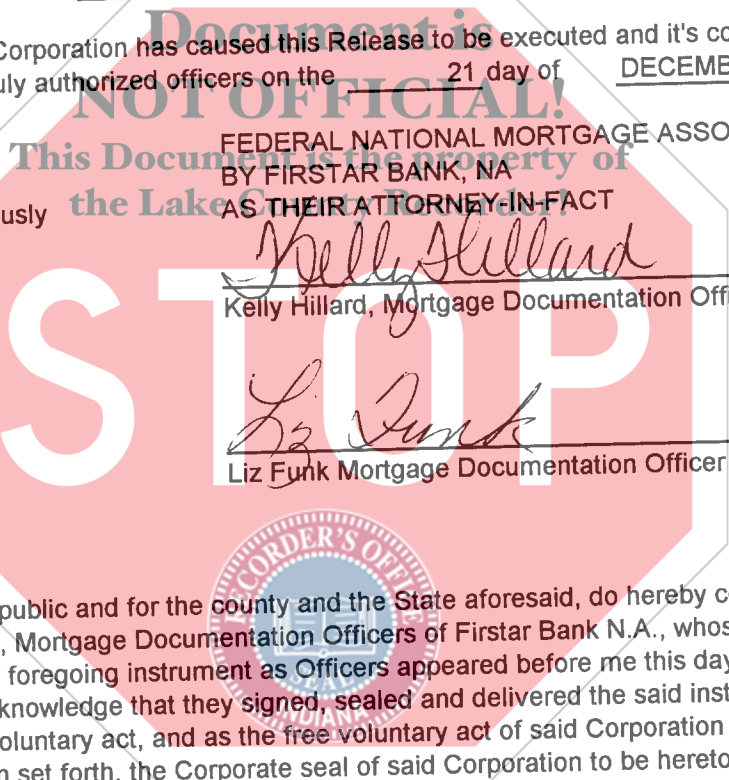 Document is
Corporation has caused this Release to be executed and it's co
uly authorized officers on the 21 day of DECEMB
NOT OFFICIAL!
FEDERAL NATIONAL MORTGAGE ASSO
This Document is the property of
BY FIRSTAR BANK, NA
usly
the Lake County Recorder!
AS THEIR ATTORNEY-IN-FACT
Kelly Hillard
Kelly Hillard, Mortgage Documentation Offi
STOP
Liz Funk
Liz Funk Mortgage Documentation Officer
RECORDER'S OFFICE
public and for the county and the State aforesaid, do hereby c
, Mortgage Documentation Officers of Firstar Bank N.A., whos
foregoing instrument as Officers appeared before me this day
knowledge that they signed, sealed and delivered the said inst
oluntary act, and as the free voluntary act of said Corporation
SEAL
INDIANA
n set forth, the Corporate seal of said Corporation to be hereto